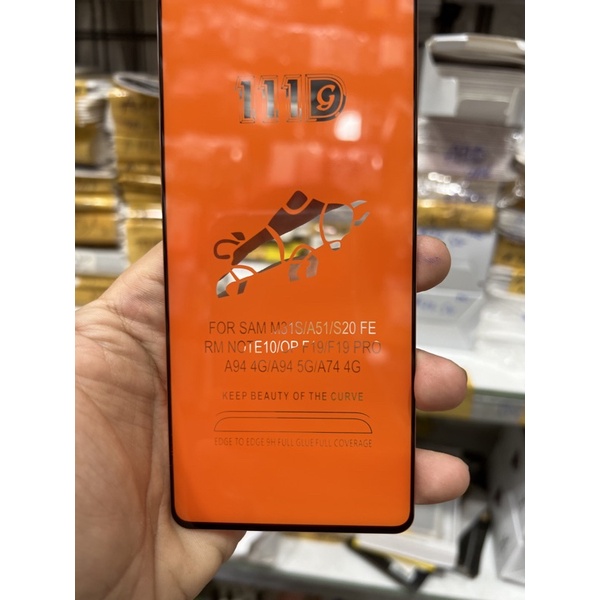 111D
G
FOR SAM M31S/A51/S20 FE
RM NOTE10/OP F19/F19 PRO
A94 4G/A94 5G/A74 4G
KEEP BEAUTY OF THE CURVE
EDGE TO EDGE 9H FULL GLUE FULL COVERAGE